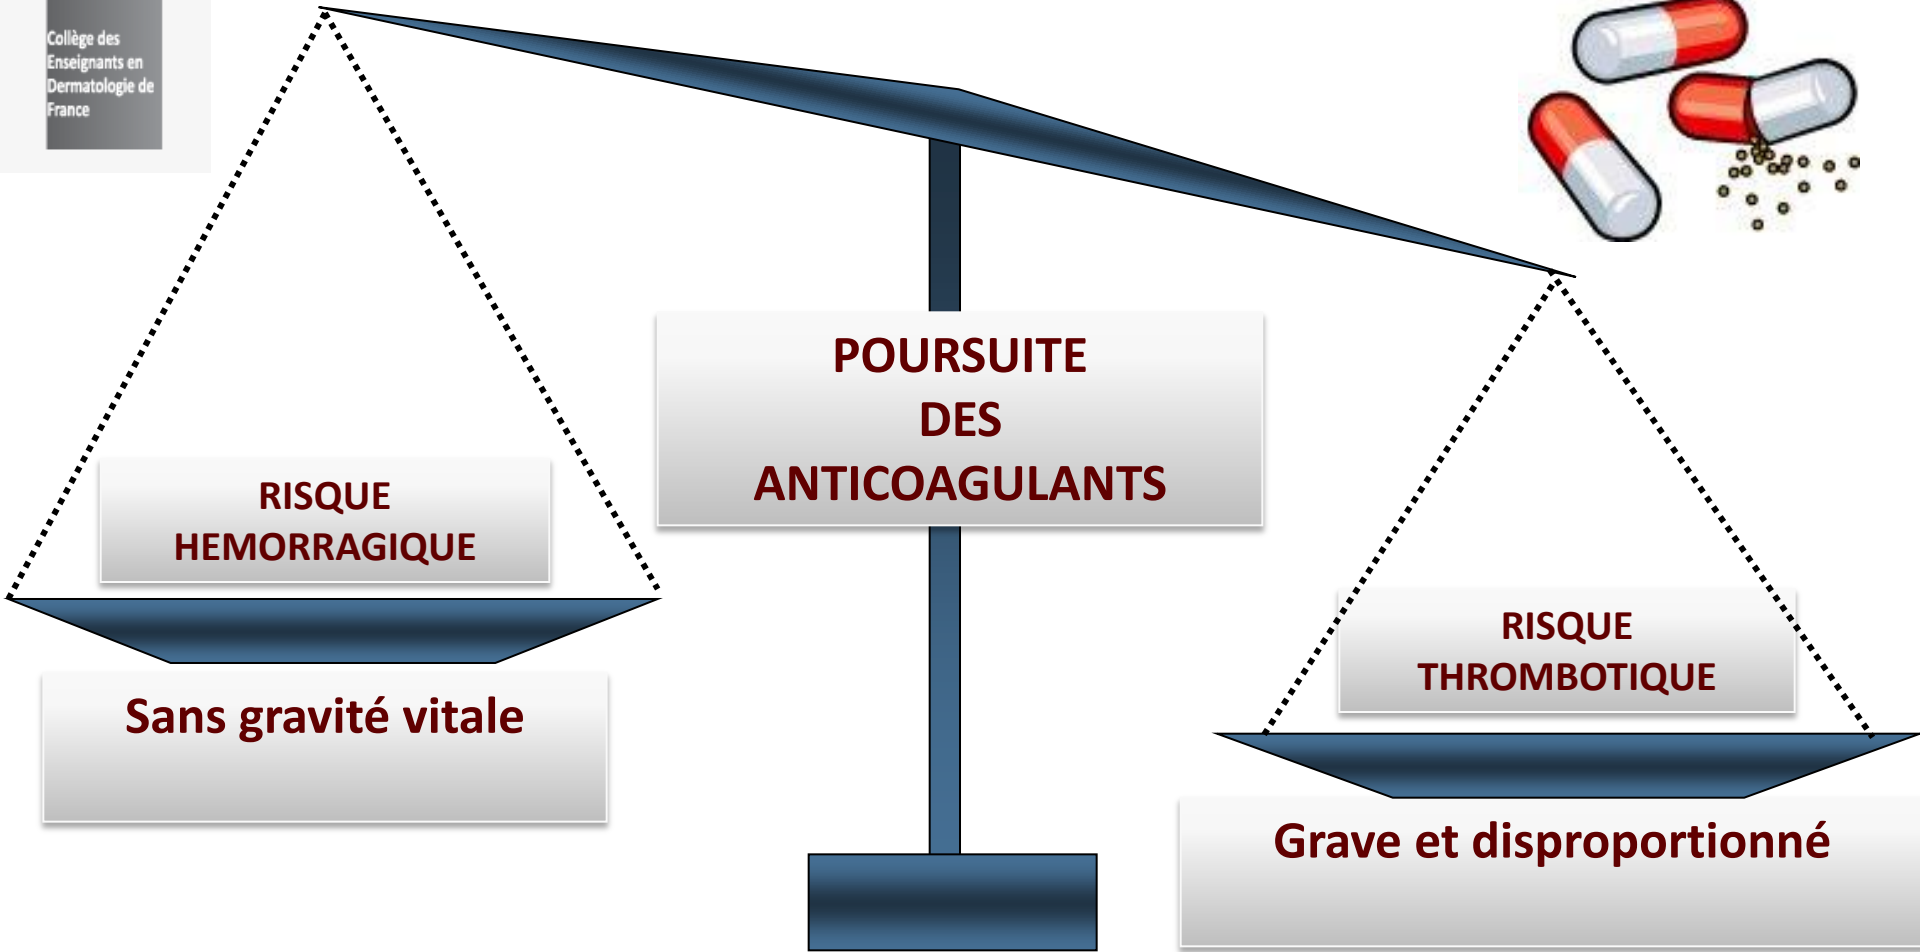 Collège des
Enseignants en
Dermatologie de
France
POURSUITE
DES
ANTICOAGULANTS
RISQUE
HEMORRAGIQUE
Sans gravité vitale
RISQUE
THROMBOTIQUE
Grave et disproportionné